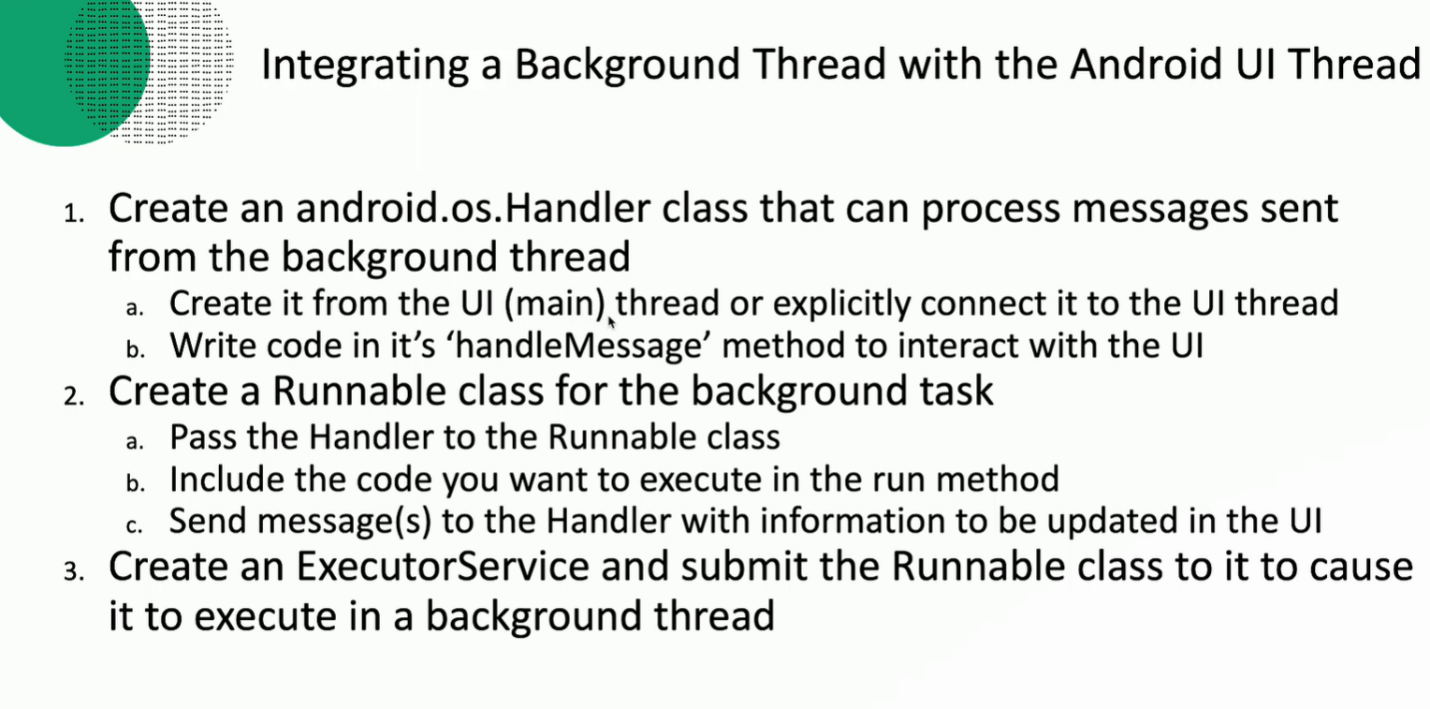 Integrating a Background Thread with the Android UI Thread
1. Create an android.os.Handler class that can process messages sent
from the background thread
a. Create it from the UI (main) thread or explicitly connect it to the UI thread
b. Write code in it’s ‘handleMessage’ method to interact with the UI
2. Create a Runnable class for the background task
a. Pass the Handler to the Runnable class
b. Include the code you want to execute in the run method
c. Send message(s) to the Handler with information to be updated in the UI
3. Create an ExecutorService and submit the Runnable class to it to cause
it to execute in a background thread